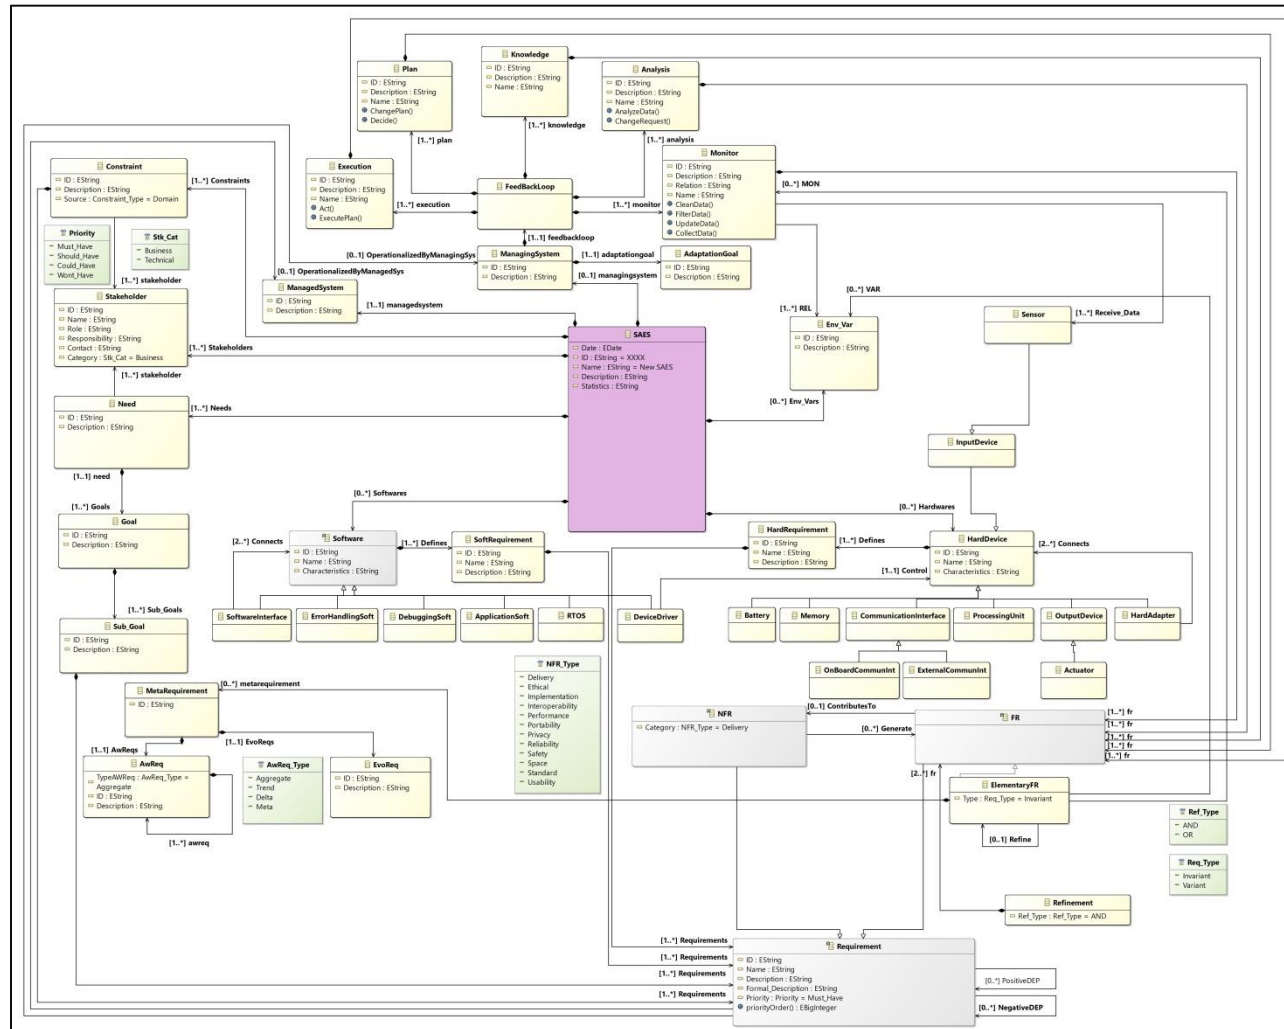 Knowledge
ID : EString
Description : EString
Name : EString
Plan
ID : EString
Description : EString
Name : EString
ChangePlan()
Decide()
Analysis
ID : EString
Description : EString
Name : EString
AnalyzeData()
ChangeRequest()
[1..*] plan
[1..*] knowledge
[1..*] analysis
Monitor
ID : EString
Description : EString
Relation : EString
Name : EString
CleanData()
FilterData()
UpdateData()
CollectData()
[0..*] MON
Constraint
ID : EString
Description : EString
Source : Constraint_Type = Domain
[1..*] Constraints
Execution
ID : EString
Description : EString
Name : EString
Act()
ExecutePlan()
[1..*] execution
FeedBackLoop
[1..*] monitor
[1..1] feedbackloop
Priority
Must_Have
Should_Have
Could_Have
Wont_Have
Stk_Cat
Business
Technical
[0..1] OperationalizedByManagingSys
[0..1] OperationalizedByManagedSys
ManagingSystem
ID : EString
Description : EString
[1..1] adaptationgoal
[0..1] managingsystem
AdaptationGoal
ID : EString
Description : EString
[1..*] stakeholder
ManagedSystem
ID : EString
Description : EString
[1..1] managedsystem
[0..*] VAR
[1..*] REL
Stakeholder
ID : EString
Name : EString
Role : EString
Responsibility : EString
Contact : EString
Category : Stk_Cat = Business
[1..*] Stakeholders
[1..*] stakeholder
SAES
Date : EDate
ID : EString = XXXX
Name : EString = New SAES
Description : EString
Statistics : EString
Env_Var
ID : EString
Description : EString
[0..*] Env_Vars
Sensor
[1..*] Receive_Data
Need
ID : EString
Description : EString
[1..*] Needs
[1..1] need
[1..*] Goals
InputDevice
Goal
ID : EString
Description : EString
[0..*] Softwares
[0..*] Hardwares
[2..*] Connects
Software
ID : EString
Name : EString
Characteristics : EString
[1..*] Defines
SoftRequirement
ID : EString
Name : EString
Description : EString
HardRequirement
ID : EString
Name : EString
Description : EString
[1..*] Defines
[1..1] Control
HardDevice
ID : EString
Name : EString
Characteristics : EString
[2..*] Connects
[1..*] Sub_Goals
Sub_Goal
ID : EString
Description : EString
SoftwareInterface
ErrorHandlingSoft
DebuggingSoft
ApplicationSoft
RTOS
DeviceDriver
Battery
Memory
CommunicationInterface
ProcessingUnit
OutputDevice
HardAdapter
OnBoardCommunInt
ExternalCommunInt
Actuator
MetaRequirement
ID : EString
[0..*] metarequirement
NFR_Type
Delivery
Ethical
Implementation
Interoperability
Performance
Portability
Privacy
Reliability
Safety
Space
Standard
Usability
NFR
Category : NFR_Type = Delivery
[0..1] ContributesTo
[0..*] Generate
FR
[1..*] fr
[1..*] fr
[1..*] fr
[1..*] fr
[1..*] fr
[2..*] fr
[1..1] AwReqs
[1..1] EvoReqs
AwReq
TypeAWReq : AwReq_Type =
Aggregate
ID : EString
Description : EString
[1..*] awreq
AwReq_Type
Aggregate
Trend
Delta
Meta
EvoReq
ID : EString
Description : EString
ElementaryFR
Type : Req_Type = Invariant
[0..1] Refine
Ref_Type
AND
OR
Req_Type
Invariant
Variant
Refinement
Ref_Type : Ref_Type = AND
[1..*] Requirements
[1..*] Requirements
[1..*] Requirements
[1..*] Requirements
Requirement
ID : EString
Name : EString
Description : EString
Formal_Description : EString
Priority : Priority = Must_Have
priorityOrder() : EBigInteger
[0..*] PositiveDEP
[0..*] NegativeDEP